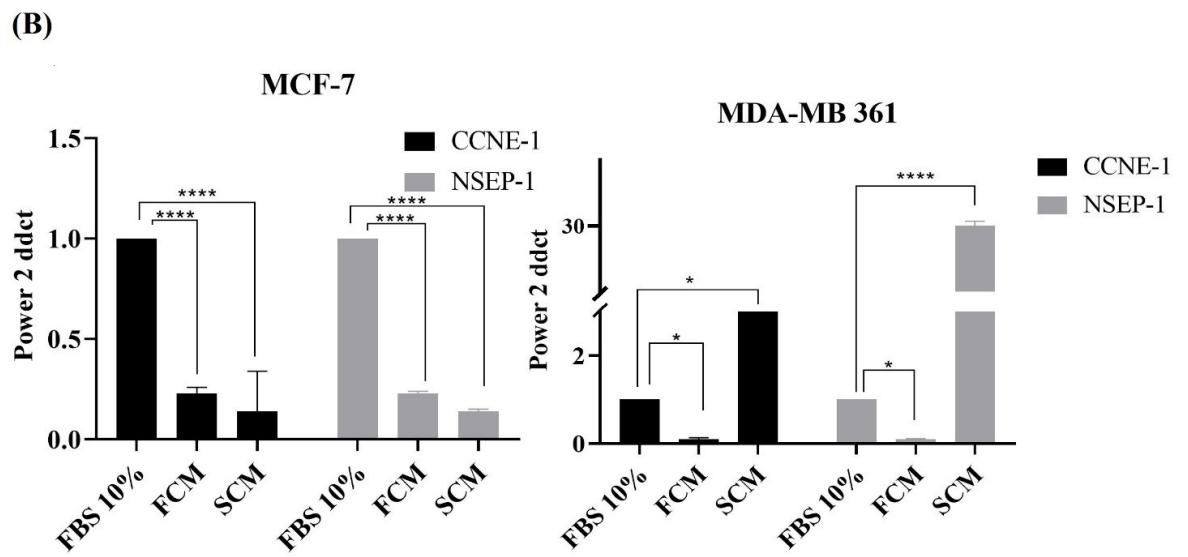 (B)
MCF-7
CCNE-1
NSEP-1
Power 2 ddct
1.5
1.0
0.5
0.0
****
****
****
****
FBS 10%
FCM
SCM
FBS 10%
FCM
SCM
MDA-MB 361
CCNE-1
NSEP-1
Power 2 ddct
30
2
0
*
*
****
*
FBS 10%
FCM
SCM
FBS 10%
FCM
SCM